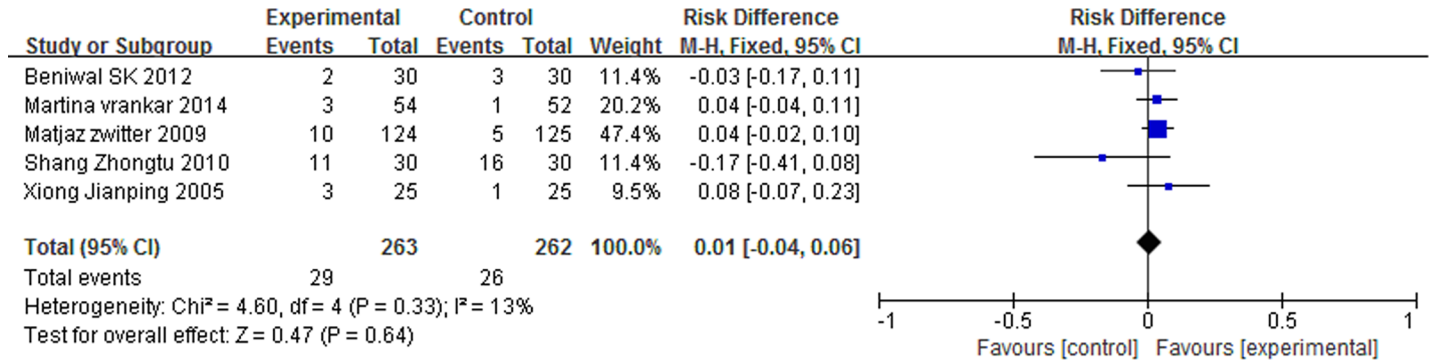 Experimental Control Risk Difference Risk Difference
Study or Subgroup Events Total Events Total Weight M-H, Fixed, 95% CI M-H, Fixed, 95% CI
Beniwal SK 2012 2 30 3 30 11.4% -0.03 [-0.17, 0.11]
Martina vrankar 2014 3 54 1 52 20.2% 0.04 [-0.04, 0.11]
Matjaz zwitter 2009 10 124 5 125 47.4% 0.04 [-0.02, 0.10]
Shang Zhongtu 2010 11 30 16 30 11.4% -0.17 [-0.41, 0.08]
Xiong Jianping 2005 3 25 1 25 9.5% 0.08 [-0.07, 0.23]
Total (95% CI) 263 262 100.0% 0.01 [-0.04, 0.06]
Total events 29 26
Heterogeneity: Chi² = 4.60, df = 4 (P = 0.33); I² = 13%
Test for overall effect: Z = 0.47 (P = 0.64)
-1 -0.5 0 0.5 1
Favours [control] Favours [experimental]